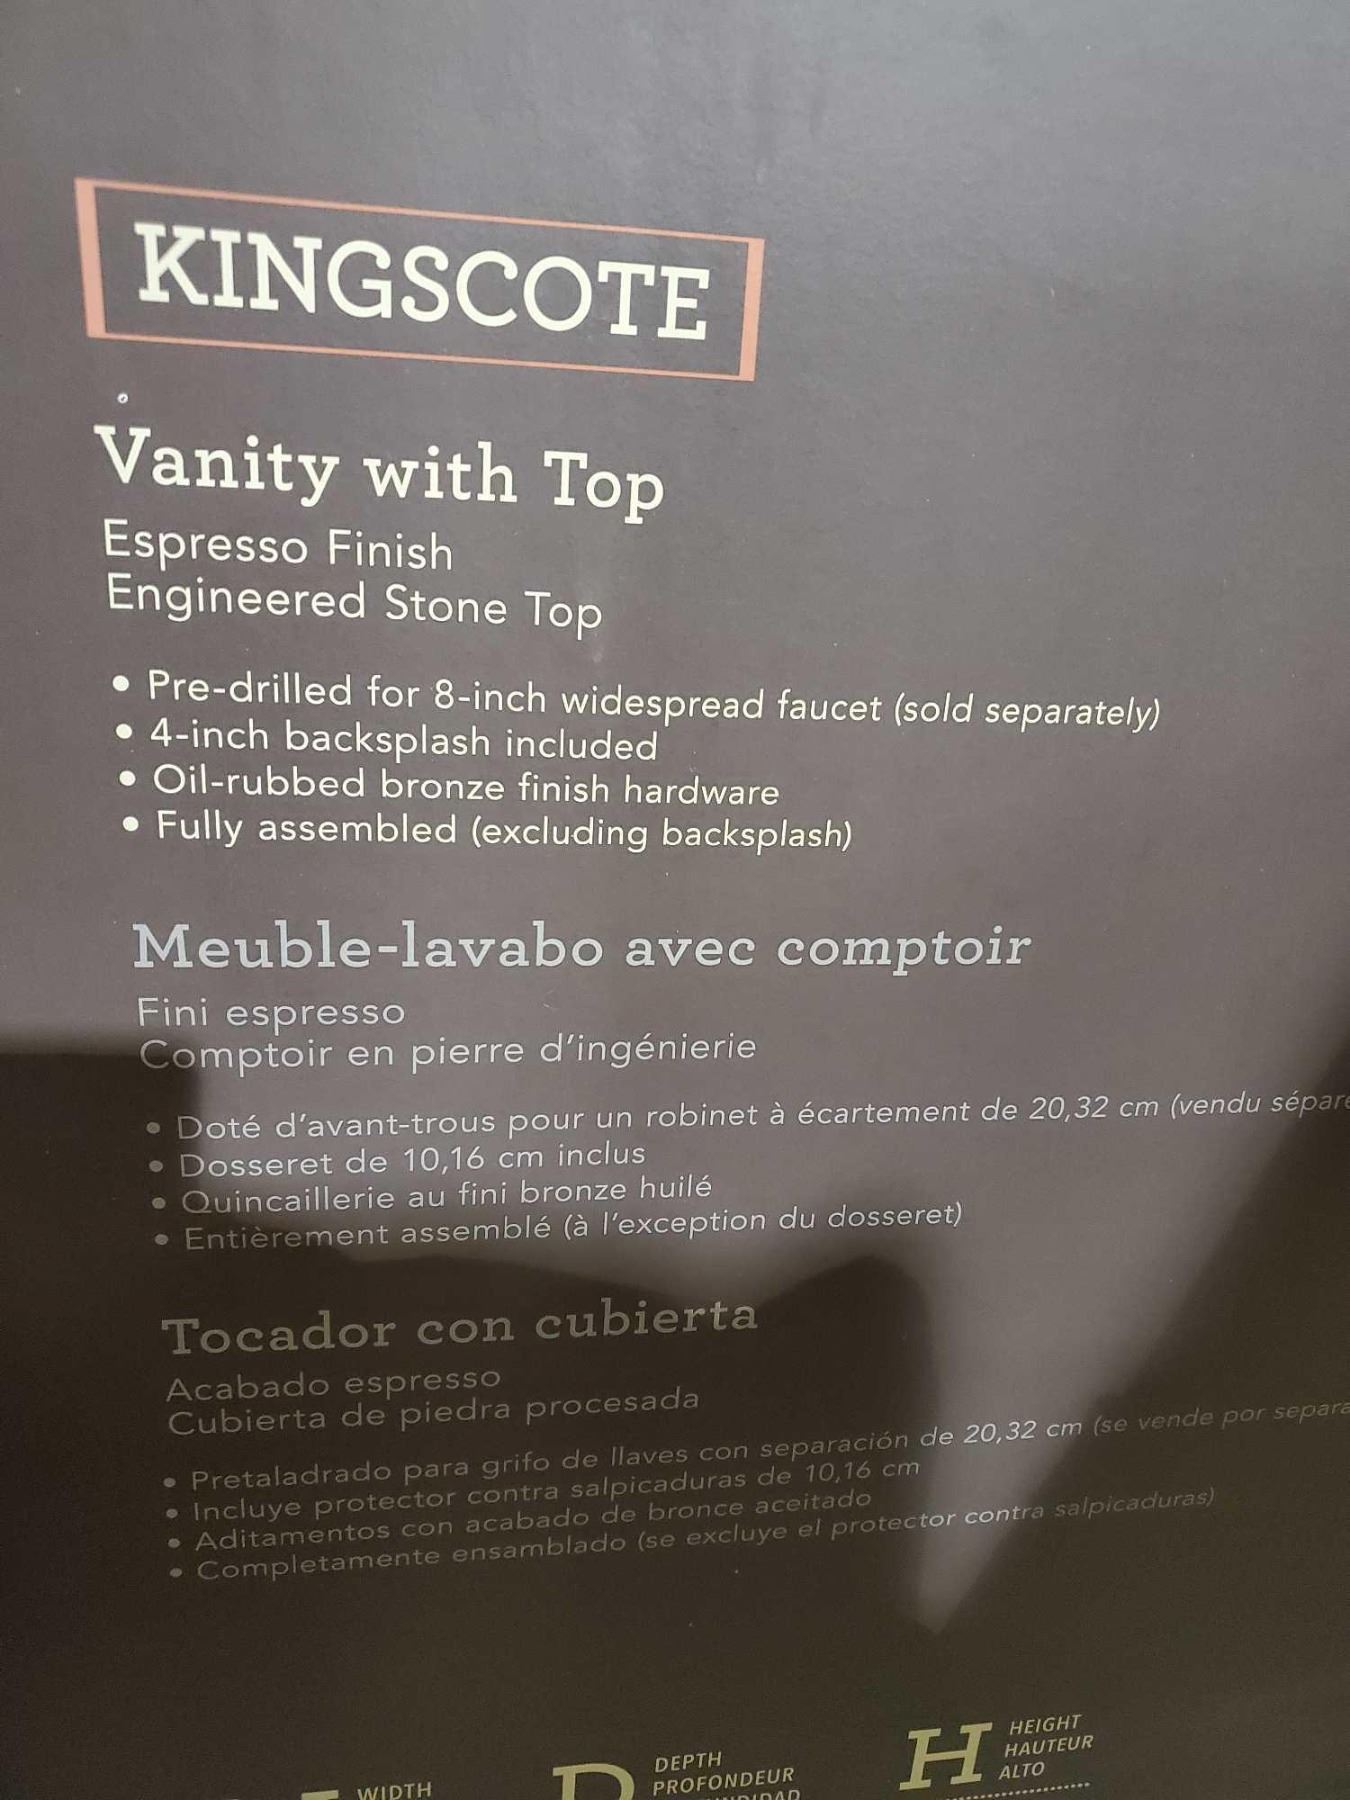 KINGSCOTE
Vanity with Top
Espresso Finish
Engineered Stone Top
• Pre-drilled for 8-inch widespread faucet (sold separately)
• 4-inch backsplash included
• Oil-rubbed bronze finish hardware
• Fully assembled (excluding backsplash)
Meuble-lavabo avec comptoir
Fini espresso
Comptoir en pierre d'ingénierie
• Doté d'avant-trous pour un robinet à écartement de 20,32 cm (vendu
• Dosseret de 10,16 cm inclus
• Quincaillerie au fini bronze huilé
• Entièrement assemblé (à l'exception du dosseret)
Tocador con cubierta
Acabado espresso
Cubierta de piedra procesada
• Pretaladrado para grifo de llaves con separación de 20,32 cm (se vende por
• Incluye protector contra salpicaduras de 10,16 cm
• Aditamentos con acabado de bronce aceitado
• Completamente ensamblado (se excluye el protector contra salpicaduras)
WIDTH
D DEPTH
PROFONDEUR
H HEIGHT
HAUTEUR
ALTO